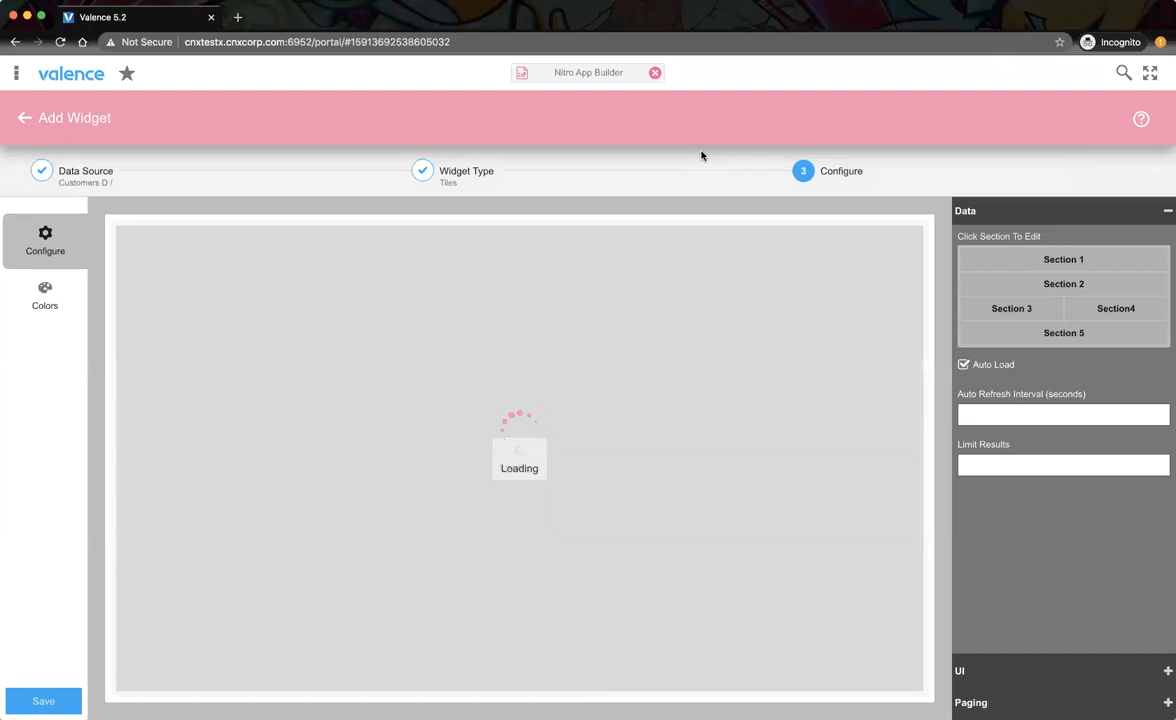 Valence 5.2
Not Secure cnxtestx.cnxcorp.com:6952/portal/#15913692538605032
Incognito
valence
Nitro App Builder
Add Widget
Data Source
Customers D /
Widget Type
Tiles
3 Configure
Configure
Colors
Save
Loading
Data
Click Section To Edit
Section 1
Section 2
Section 3 Section4
Section 5
Auto Load
Auto Refresh Interval (seconds)
Limit Results
UI
Paging